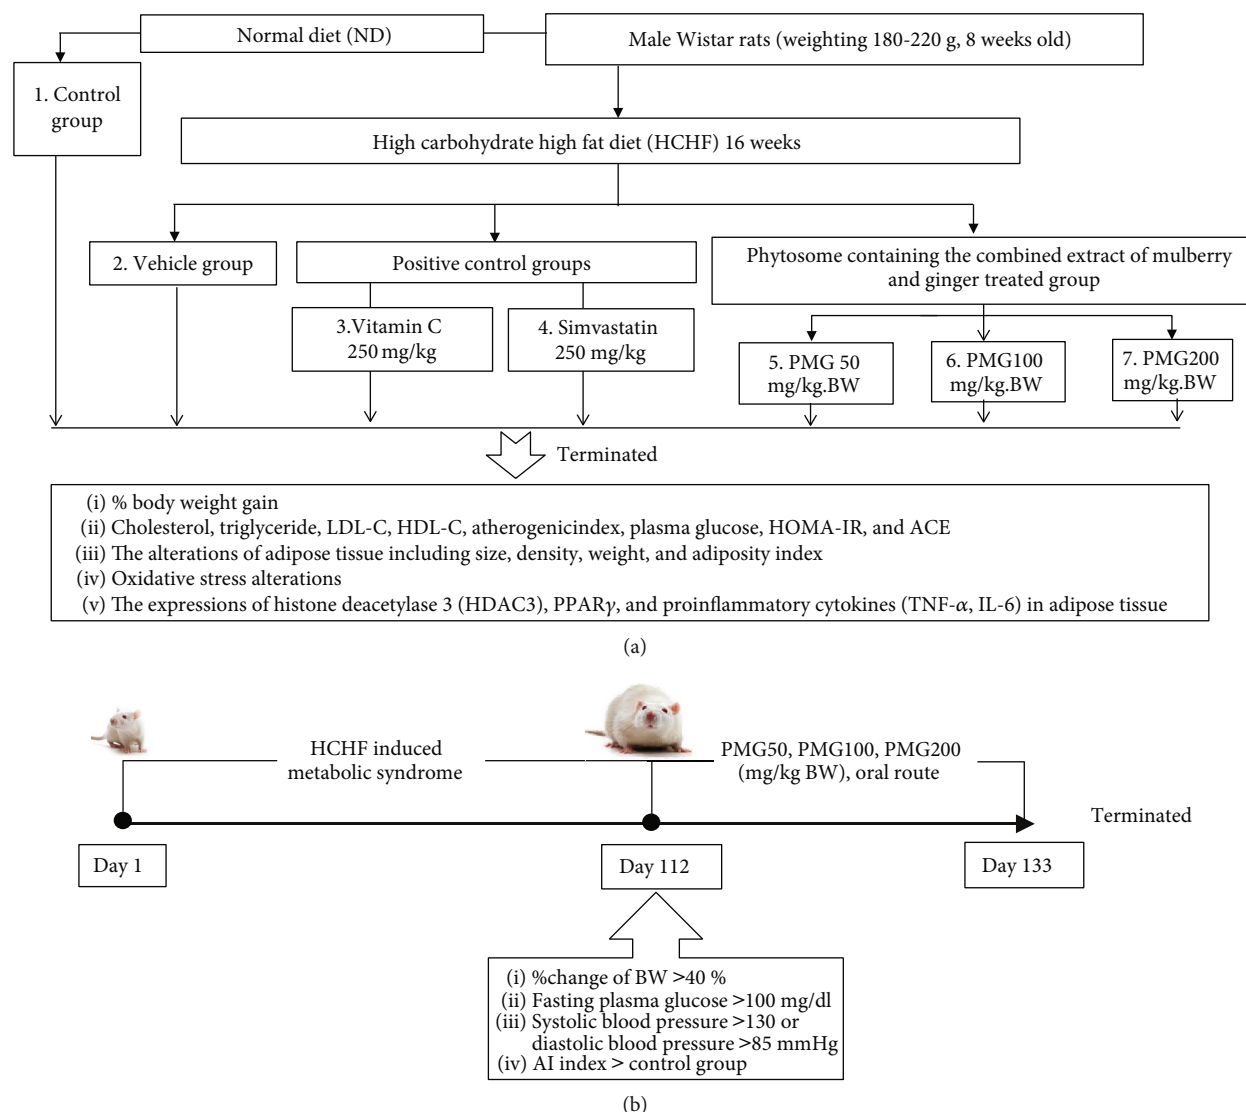 Normal diet (ND)
Male Wistar rats (weighting 180-220 g, 8 weeks old)
1. Control
group
High carbohydrate high fat diet (HCHF) 16 weeks
2. Vehicle group
Positive control groups
Phytosome containing the combined extract of mulberry
and ginger treated group
3.Vitamin C
250 mg/kg
4. Simvastatin
250 mg/kg
5. PMG 50
mg/kg.BW
6. PMG100
mg/kg.BW
7. PMG200
mg/kg.BW
Terminated
(i) % body weight gain
(ii) Cholesterol, triglyceride, LDL-C, HDL-C, atherogenicindex, plasma glucose, HOMA-IR, and ACE
(iii) The alterations of adipose tissue including size, density, weight, and adiposity index
(iv) Oxidative stress alterations
(v) The expressions of histone deacetylase 3 (HDAC3), PPARγ, and proinflammatory cytokines (TNF-α, IL-6) in adipose tissue
(a)
HCHF induced
metabolic syndrome
PMG50, PMG100, PMG200
(mg/kg BW), oral route
Terminated
Day 1
Day 112
Day 133
(i) %change of BW >40 %
(ii) Fasting plasma glucose >100 mg/dl
(iii) Systolic blood pressure >130 or
diastolic blood pressure >85 mmHg
(iv) AI index > control group
(b)